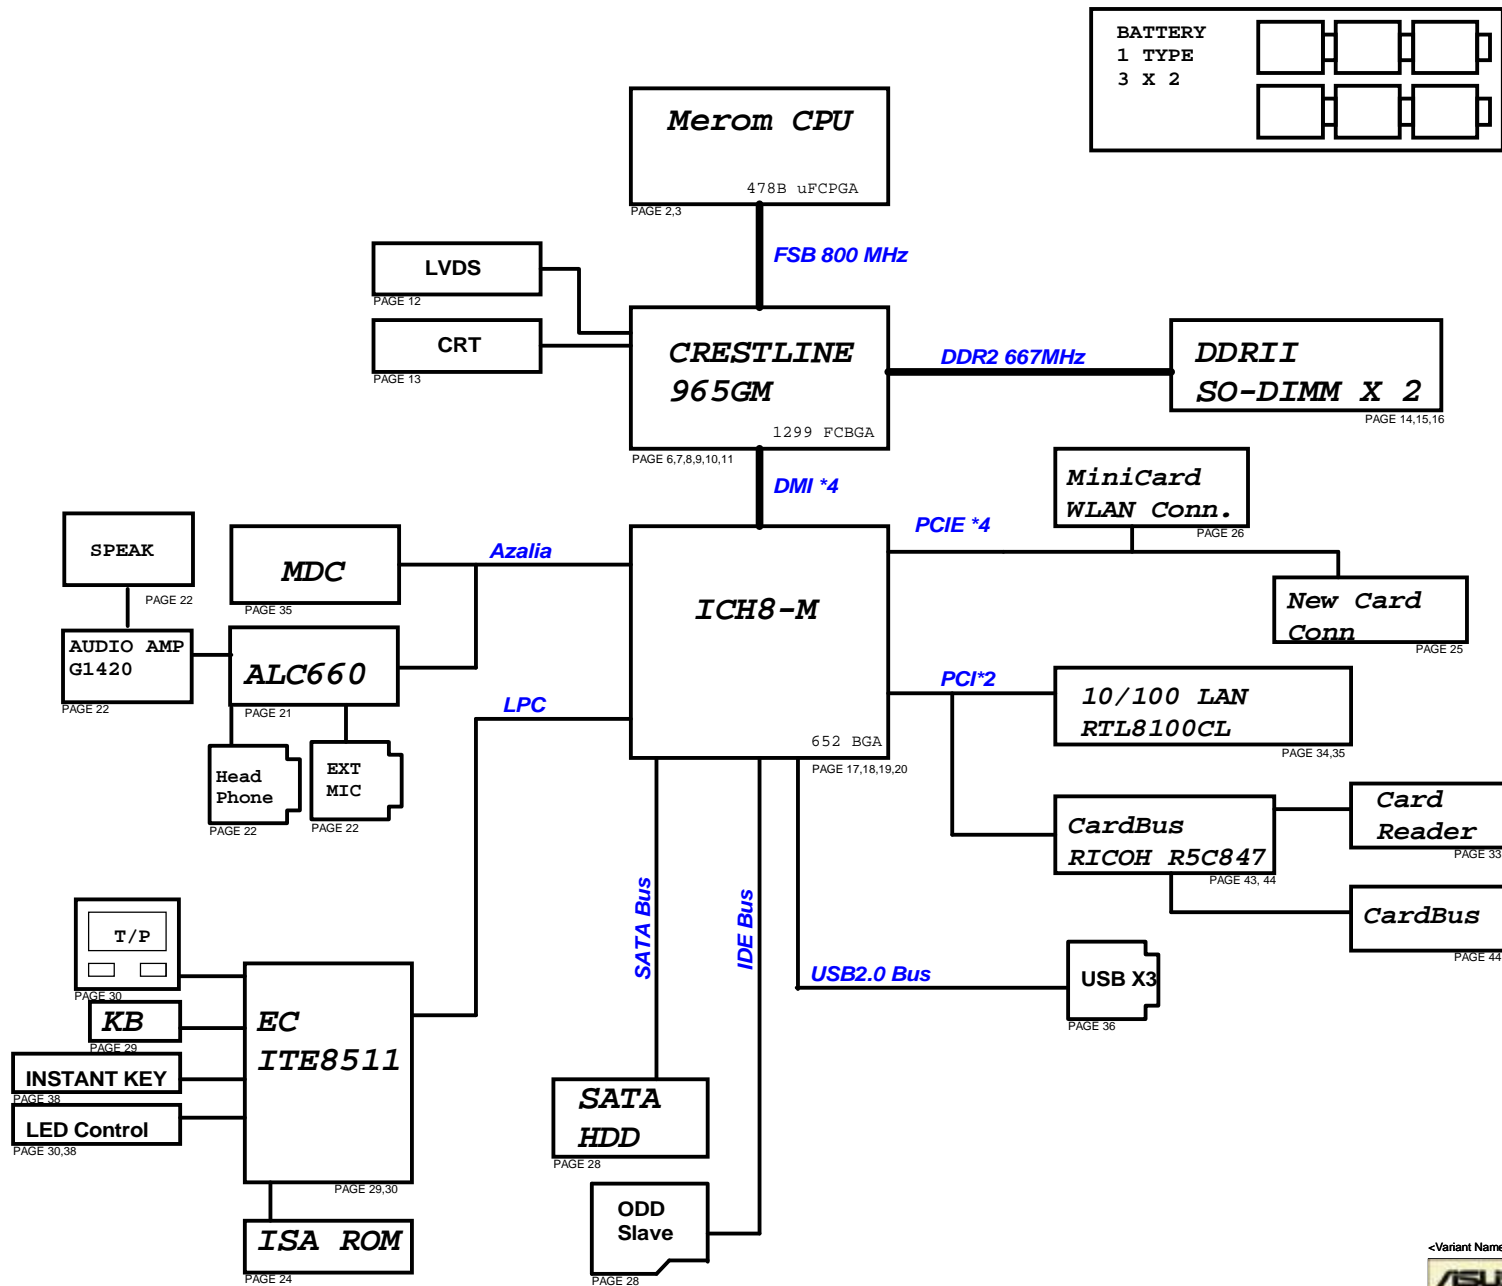 BATTERY
1 TYPE
3 X 2
Merom CPU
478B uFCPGA
PAGE 2,3
FSB 800 MHz
LVDS
PAGE 12
CRT
PAGE 13
CRESTLINE
965GM
1299 FCBGA
PAGE 6,7,8,9,10,11
DDR2 667MHz
DDRII
SO-DIMM X 2
PAGE 14,15,16
DMI *4
MiniCard
WLAN Conn.
PAGE 26
PCIE *4
New Card
Conn
PAGE 25
SPEAK
PAGE 22
MDC
PAGE 35
Azalia
ICH8-M
652 BGA
PAGE 17,18,19,20
AUDIO AMP
G1420
PAGE 22
ALC660
PAGE 21
LPC
PCI*2
10/100 LAN
RTL8100CL
PAGE 34,35
Head
Phone
PAGE 22
EXT
MIC
PAGE 22
CardBus
RICOH R5C847
PAGE 43, 44
Card
Reader
PAGE 33
CardBus
PAGE 44
SATA Bus
IDE Bus
USB2.0 Bus
USB X3
PAGE 36
T/P
PAGE 30
KB
PAGE 29
INSTANT KEY
PAGE 38
LED Control
PAGE 30,38
EC
ITE8511
PAGE 29,30
ISA ROM
PAGE 24
SATA
HDD
PAGE 28
ODD
Slave
PAGE 28
<Variant Name